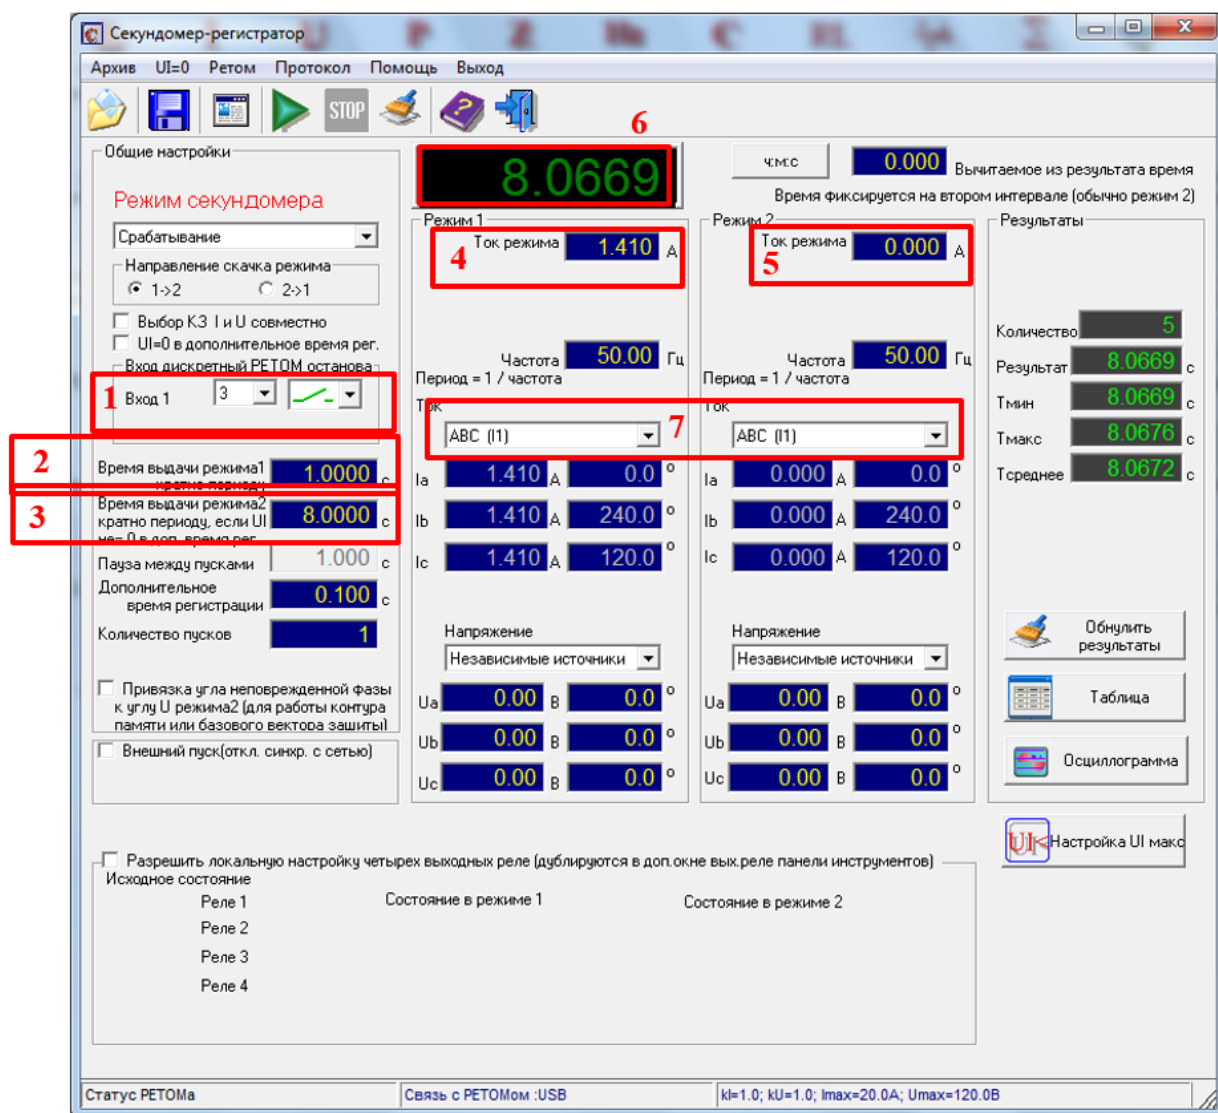 Секундомер-регистратор
Архив UI=0 Ретом Протокол Помощь Выход
STOP
6
Общие настройки
Режим секундомера
Срабатывание
Направление скачка режима
1->2 2->1
Выбор КЗ I и U совместно
UI=0 в дополнительное время рег.
Вход дискретный РЕТОМ останова
1 Вход 1 3
2
Время выдачи режима1
кратно периоду 1.0000 с
3
Время выдачи режима2
кратно периоду, если UI 8.0000 с
не= 0 в доп. время рег.
Пауза между пусками 1.000 с
Дополнительное
время регистрации 0.100 с
Количество пусков 1
Привязка угла неповрежденной фазы
к углу U режима2 (для работы контура
памяти или базового вектора защиты)
Внешний пуск(откл. синхр. с сетью)
8.0669
ч:м:с 0.000 Вычитаемое из результата время
Время фиксируется на втором интервале (обычно режим 2)
Режим 1
4 Ток режима 1.410 А
Частота 50.00 Гц
Период = 1 / частота
Ток
ABC (I1) 7
Ia 1.410 А 0.0 °
Ib 1.410 А 240.0 °
Ic 1.410 А 120.0 °
Напряжение
Независимые источники
Ua 0.00 В 0.0 °
Ub 0.00 В 0.0 °
Uc 0.00 В 0.0 °
Режим 2
5 Ток режима 0.000 А
Частота 50.00 Гц
Период = 1 / частота
Ток
ABC (I1)
Ia 0.000 А 0.0 °
Ib 0.000 А 240.0 °
Ic 0.000 А 120.0 °
Напряжение
Независимые источники
Ua 0.00 В 0.0 °
Ub 0.00 В 0.0 °
Uc 0.00 В 0.0 °
Результаты
Количество 5
Результат 8.0669 с
Тмин 8.0669 с
Тмакс 8.0676 с
Тсреднее 8.0672 с
Обнулить
результаты
Таблица
Осциллограмма
UI< Настройка UI макс
Разрешить локальную настройку четырех выходных реле (дублируются в доп.окне вых.реле панели инструментов)
Исходное состояние
Реле 1 Состояние в режиме 1 Состояние в режиме 2
Реле 2
Реле 3
Реле 4
Статус РЕТОМа Связь с РЕТОМом :USB kI=1.0; kU=1.0; Imax=20.0A; Umax=120.0В